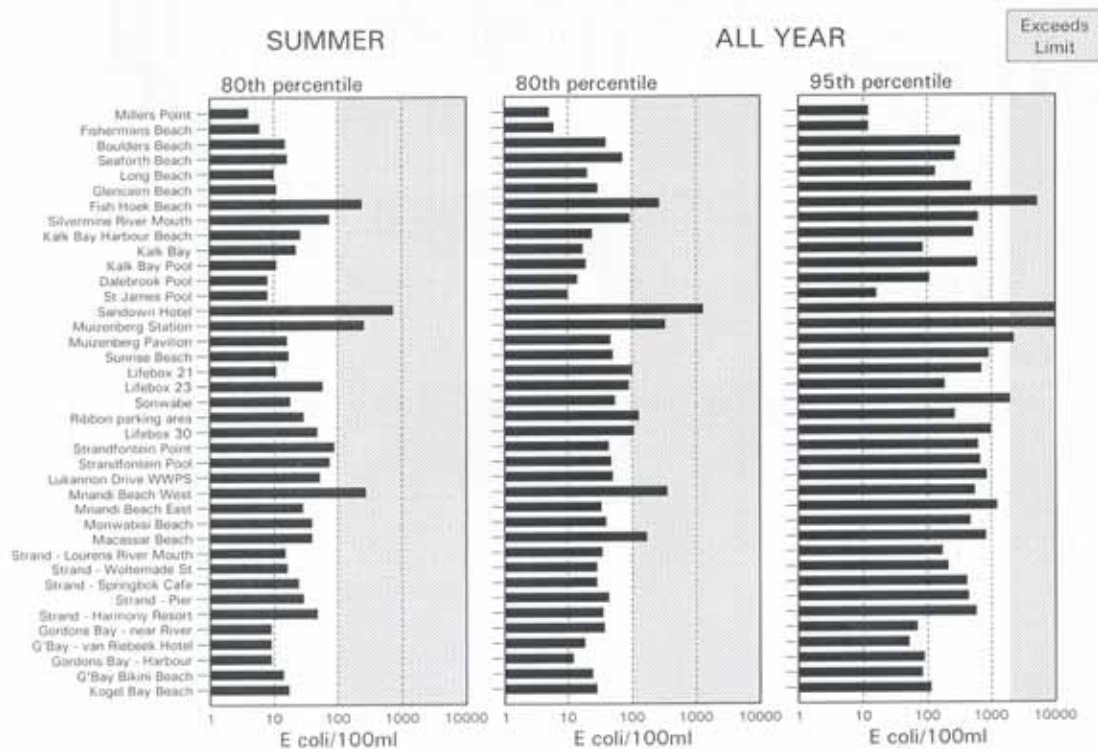 SUMMER
ALL YEAR
Exceeds
Limit
80th percentile
80th percentile
95th percentile
Millers Point
Fishermans Beach
Boulders Beach
Seaforth Beach
Long Beach
Glencairn Beach
Fish Hoek Beach
Silvermine River Mouth
Kalk Bay Harbour Beach
Kalk Bay
Kalk Bay Pool
Dalebrook Pool
St James Pool
Sandown Hotel
Muizenberg Station
Muizenberg Pavilion
Sunrise Beach
Lifebox 21
Lifebox 23
Sonwabe
Ribbon parking area
Lifebox 30
Strandfontein Point
Strandfontein Pool
Lukannon Drive WWPS
Mnandi Beach West
Mnandi Beach East
Monwabisi Beach
Macassar Beach
Strand - Lourens River Mouth
Strand - Woltemade St
Strand - Springbok Cafe
Strand - Pier
Strand - Harmony Resort
Gordons Bay - near River
G'Bay - van Riebeek Hotel
Gordons Bay - Harbour
G'Bay Bikini Beach
Kogel Bay Beach
1 10 100 1000 10000
1 10 100 1000 10000
1 10 100 1000 10000
E coli/100ml
E coli/100ml
E coli/100ml